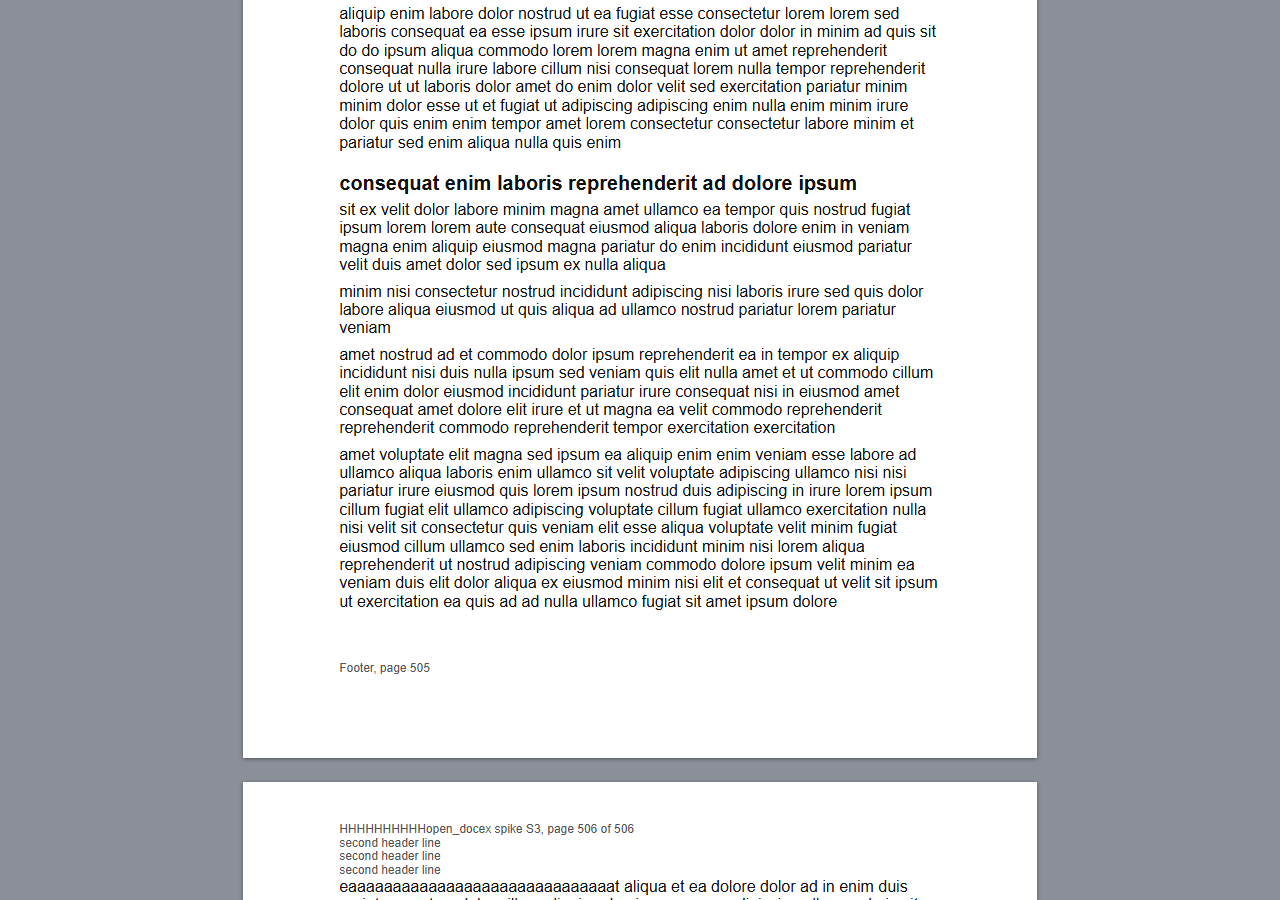 aliquip enim labore dolor nostrud ut ea fugiat esse consectetur lorem lorem sed
laboris consequat ea esse ipsum irure sit exercitation dolor dolor in minim ad quis sit
do do ipsum aliqua commodo lorem lorem magna enim ut amet reprehenderit
consequat nulla irure labore cillum nisi consequat lorem nulla tempor reprehenderit
dolore ut ut laboris dolor amet do enim dolor velit sed exercitation pariatur minim
minim dolor esse ut et fugiat ut adipiscing adipiscing enim nulla enim minim irure
dolor quis enim enim tempor amet lorem consectetur consectetur labore minim et
pariatur sed enim aliqua nulla quis enim
consequat enim laboris reprehenderit ad dolore ipsum
sit ex velit dolor labore minim magna amet ullamco ea tempor quis nostrud fugiat
ipsum lorem lorem aute consequat eiusmod aliqua laboris dolore enim in veniam
magna enim aliquip eiusmod magna pariatur do enim incididunt eiusmod pariatur
velit duis amet dolor sed ipsum ex nulla aliqua
minim nisi consectetur nostrud incididunt adipiscing nisi laboris irure sed quis dolor
labore aliqua eiusmod ut quis aliqua ad ullamco nostrud pariatur lorem pariatur
veniam
amet nostrud ad et commodo dolor ipsum reprehenderit ea in tempor ex aliquip
incididunt nisi duis nulla ipsum sed veniam quis elit nulla amet et ut commodo cillum
elit enim dolor eiusmod incididunt pariatur irure consequat nisi in eiusmod amet
consequat amet dolore elit irure et ut magna ea velit commodo reprehenderit
reprehenderit commodo reprehenderit tempor exercitation exercitation
amet voluptate elit magna sed ipsum ea aliquip enim enim veniam esse labore ad
ullamco aliqua laboris enim ullamco sit velit voluptate adipiscing ullamco nisi nisi
pariatur irure eiusmod quis lorem ipsum nostrud duis adipiscing in irure lorem ipsum
cillum fugiat elit ullamco adipiscing voluptate cillum fugiat ullamco exercitation nulla
nisi velit sit consectetur quis veniam elit esse aliqua voluptate velit minim fugiat
eiusmod cillum ullamco sed enim laboris incididunt minim nisi lorem aliqua
reprehenderit ut nostrud adipiscing veniam commodo dolore ipsum velit minim ea
veniam duis elit dolor aliqua ex eiusmod minim nisi elit et consequat ut velit sit ipsum
ut exercitation ea quis ad ad nulla ullamco fugiat sit amet ipsum dolore
Footer, page 505
HHHHHHHHHopen_docex spike S3, page 506 of 506
second header line
second header line
second header line
eaaaaaaaaaaaaaaaaaaaaaaaaaaaaaat aliqua et ea dolore dolor ad in enim duis